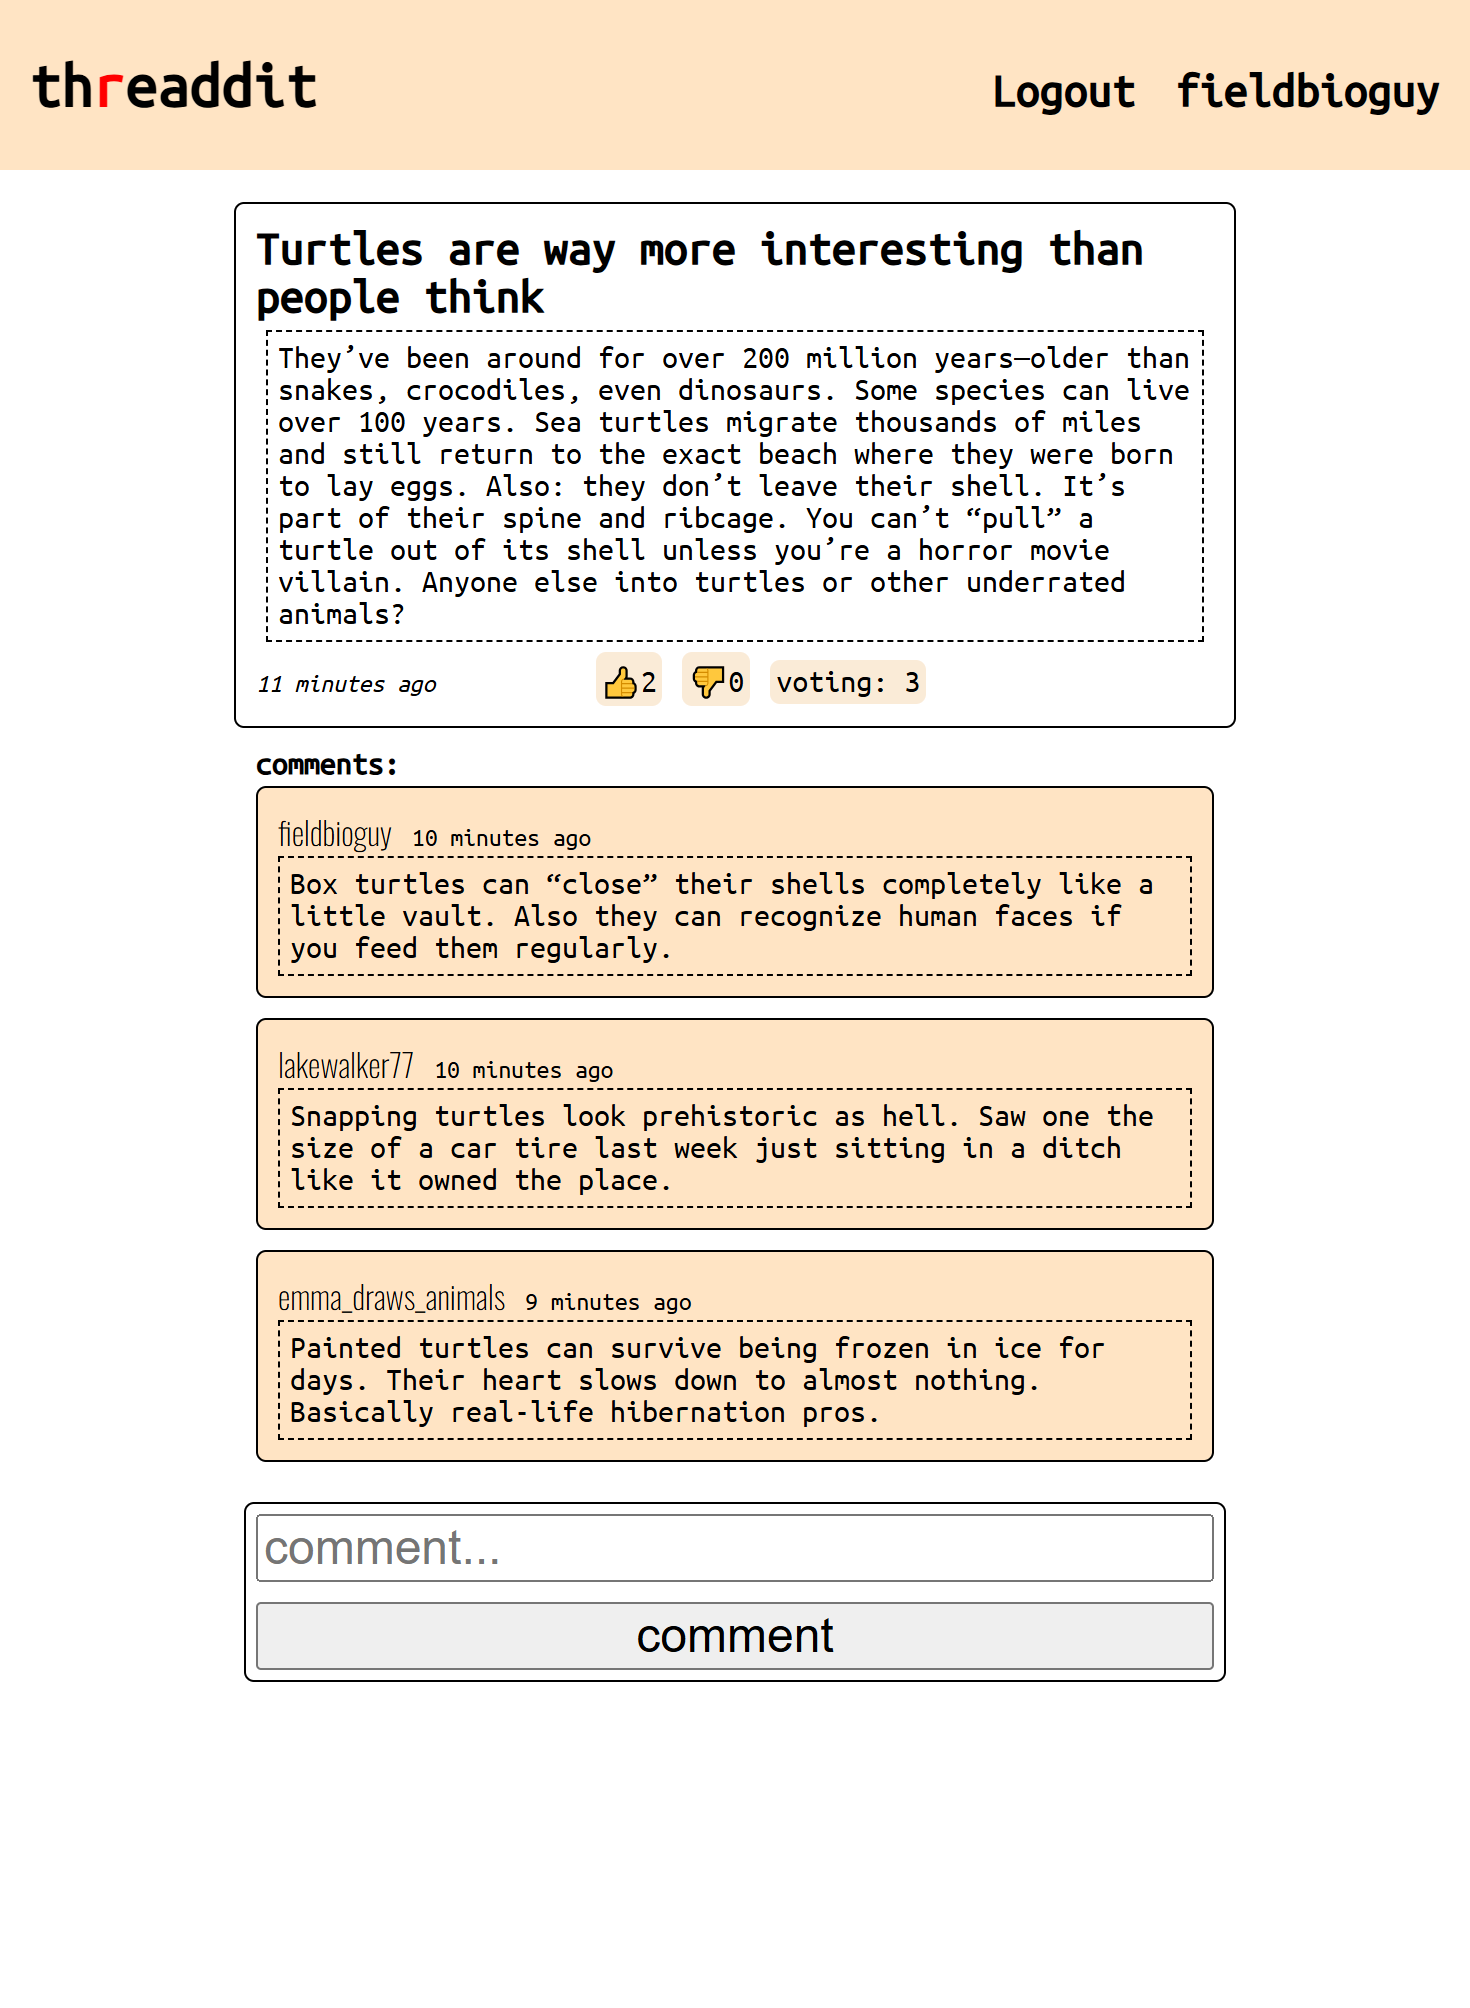 threaddit
Logout fieldbioguy
Turtles are way more interesting than
people think
They’ve been around for over 200 million years—older than
snakes, crocodiles, even dinosaurs. Some species can live
over 100 years. Sea turtles migrate thousands of miles
and still return to the exact beach where they were born
to lay eggs. Also: they don’t leave their shell. It’s
part of their spine and ribcage. You can’t “pull” a
turtle out of its shell unless you’re a horror movie
villain. Anyone else into turtles or other underrated
animals?
11 minutes ago 👍2 👎0 voting: 3
comments:
fieldbioguy 10 minutes ago
Box turtles can “close” their shells completely like a
little vault. Also they can recognize human faces if
you feed them regularly.
lakewalker77 10 minutes ago
Snapping turtles look prehistoric as hell. Saw one the
size of a car tire last week just sitting in a ditch
like it owned the place.
emma_draws_animals 9 minutes ago
Painted turtles can survive being frozen in ice for
days. Their heart slows down to almost nothing.
Basically real-life hibernation pros.
comment...
comment